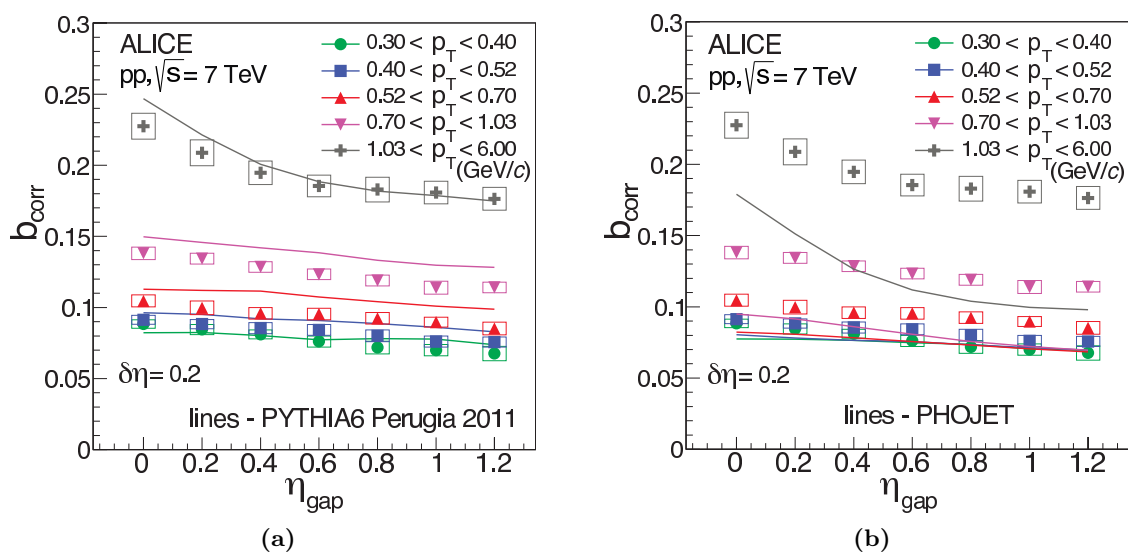 0.3
0.25
0.2
0.15
0.1
0.05
0
b_corr
ALICE
pp, √s = 7 TeV
0.30 < p_T < 0.40
0.40 < p_T < 0.52
0.52 < p_T < 0.70
0.70 < p_T < 1.03
1.03 < p_T < 6.00
(GeV/c)
δη = 0.2
lines - PYTHIA6 Perugia 2011
0 0.2 0.4 0.6 0.8 1 1.2
η_gap
(a)
0.3
0.25
0.2
0.15
0.1
0.05
0
b_corr
ALICE
pp, √s = 7 TeV
0.30 < p_T < 0.40
0.40 < p_T < 0.52
0.52 < p_T < 0.70
0.70 < p_T < 1.03
1.03 < p_T < 6.00
(GeV/c)
δη = 0.2
lines - PHOJET
0 0.2 0.4 0.6 0.8 1 1.2
η_gap
(b)